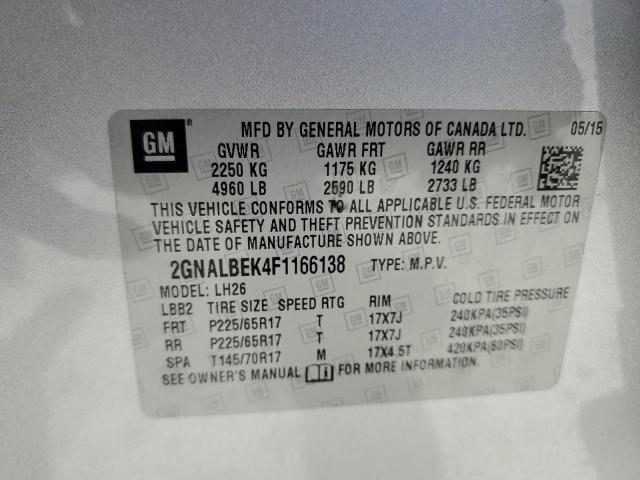 GM ® MFD BY GENERAL MOTORS OF CANADA LTD. 05/15
GVWR GAWR FRT GAWR RR
2250 KG 1175 KG 1240 KG
4960 LB 2590 LB 2733 LB
THIS VEHICLE CONFORMS TO ALL APPLICABLE U.S. FEDERAL MOTOR
VEHICLE SAFETY AND THEFT PREVENTION STANDARDS IN EFFECT ON
THE DATE OF MANUFACTURE SHOWN ABOVE.
2GNALBEK4F1166138 TYPE: M.P.V.
MODEL: LH26
LBB2 TIRE SIZE SPEED RTG RIM COLD TIRE PRESSURE
FRT P225/65R17 T 17X7J 240KPA(35PSI)
RR P225/65R17 T 17X7J 240KPA(35PSI)
SPA T145/70R17 M 17X4.5T 420KPA(60PSI)
SEE OWNER'S MANUAL FOR MORE INFORMATION.